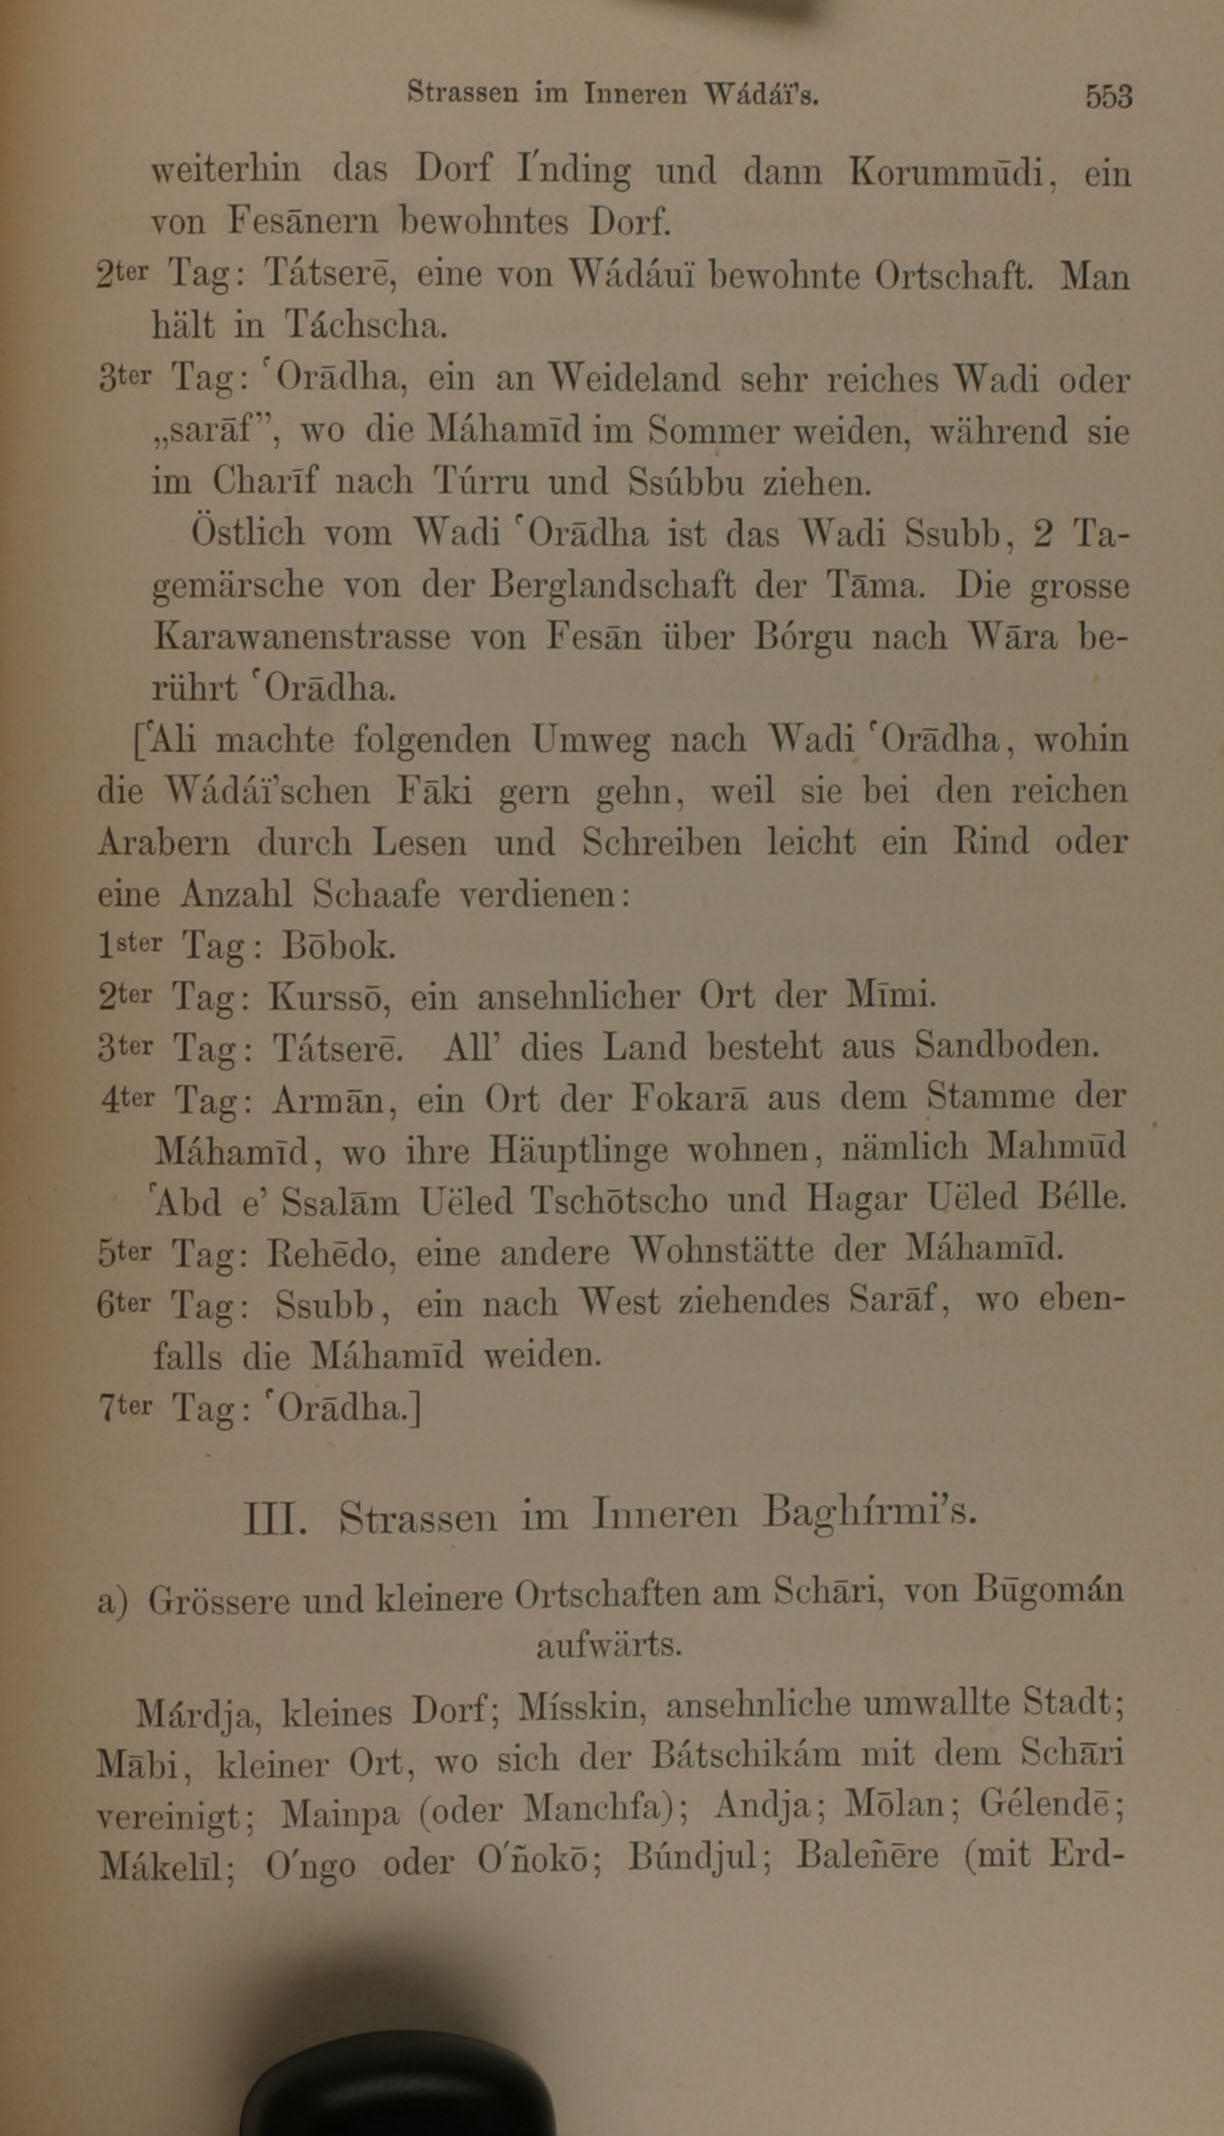 Strassen im Inneren Wádáï's. 553
weiterhin das Dorf I'nding und dann Korummūdi, ein
von Fesānern bewohntes Dorf.
2ter Tag: Tátserē, eine von Wádáuï bewohnte Ortschaft. Man
hält in Táchscha.
3ter Tag: ʿOrādha, ein an Weideland sehr reiches Wadi oder
„sarāf”, wo die Máhamīd im Sommer weiden, während sie
im Charīf nach Túrru und Ssúbbu ziehen.
Östlich vom Wadi ʿOrādha ist das Wadi Ssubb, 2 Ta-
gemärsche von der Berglandschaft der Tāma. Die grosse
Karawanenstrasse von Fesān über Bórgu nach Wāra be-
rührt ʿOrādha.
[ʿAli machte folgenden Umweg nach Wadi ʿOrādha, wohin
die Wádáï'schen Fāki gern gehn, weil sie bei den reichen
Arabern durch Lesen und Schreiben leicht ein Rind oder
eine Anzahl Schaafe verdienen:
1ster Tag: Bōbok.
2ter Tag: Kurssō, ein ansehnlicher Ort der Mīmi.
3ter Tag: Tátserē. All' dies Land besteht aus Sandboden.
4ter Tag: Armān, ein Ort der Fokarā aus dem Stamme der
Máhamīd, wo ihre Häuptlinge wohnen, nämlich Mahmūd
ʿAbd e' Ssalām Uëled Tschōtscho und Hagar Uëled Bélle.
5ter Tag: Rehēdo, eine andere Wohnstätte der Máhamīd.
6ter Tag: Ssubb, ein nach West ziehendes Sarāf, wo eben-
falls die Máhamīd weiden.
7ter Tag: ʿOrādha.]
III. Strassen im Inneren Baghírmi's.
a) Grössere und kleinere Ortschaften am Schāri, von Būgomán
aufwärts.
Márdja, kleines Dorf; Mísskin, ansehnliche umwallte Stadt;
Mābi, kleiner Ort, wo sich der Bátschikám mit dem Schāri
vereinigt; Mainpa (oder Manchfa); Andja; Mōlan; Gélendē;
Mákelīl; O'ngo oder O'ñokō; Búndjul; Baleñēre (mit Erd-